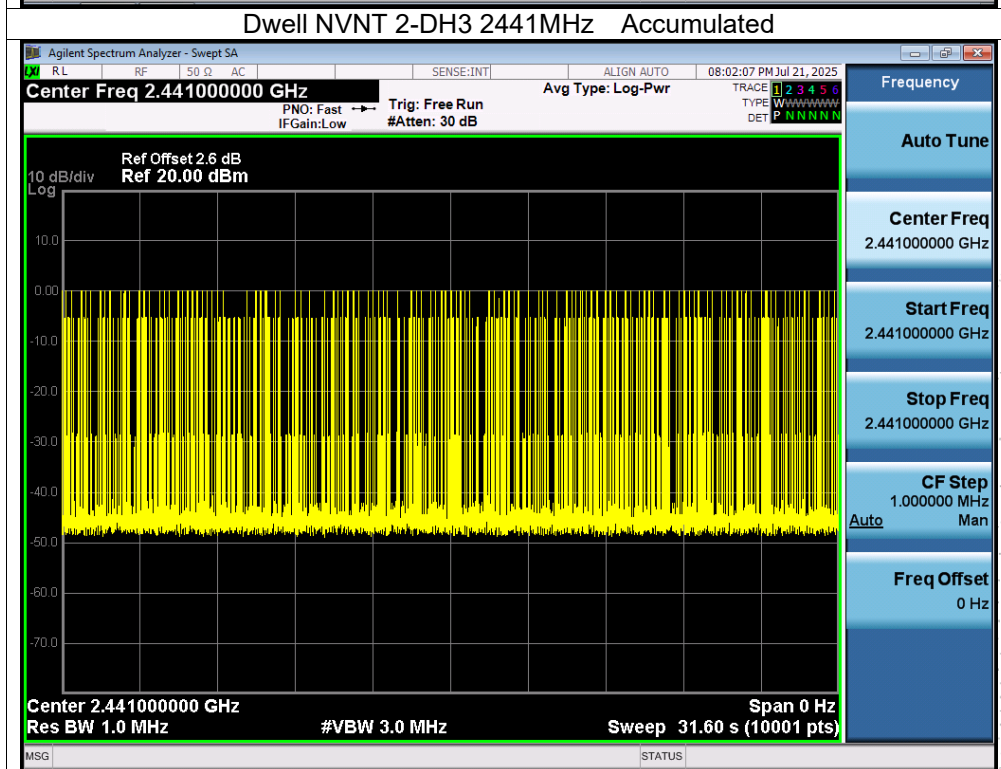 Dwell NVNT 2-DH3 2441MHz Accumulated
Agilent Spectrum Analyzer - Swept SA
LXI RL RF 50 Ω AC SENSE:INT ALIGN AUTO 08:02:07 PM Jul 21, 2025
Center Freq 2.441000000 GHz
PNO: Fast
IFGain:Low
Trig: Free Run
#Atten: 30 dB
Avg Type: Log-Pwr
TRACE 1 2 3 4 5 6
TYPE WWWWWW
DET P N N N N N
Frequency
Ref Offset 2.6 dB
10 dB/div Ref 20.00 dBm
Log
10.0
0.00
-10.0
-20.0
-30.0
-40.0
-50.0
-60.0
-70.0
Center 2.441000000 GHz Span 0 Hz
Res BW 1.0 MHz #VBW 3.0 MHz Sweep 31.60 s (10001 pts)
Auto Tune
Center Freq
2.441000000 GHz
Start Freq
2.441000000 GHz
Stop Freq
2.441000000 GHz
CF Step
1.000000 MHz
Auto Man
Freq Offset
0 Hz
MSG STATUS